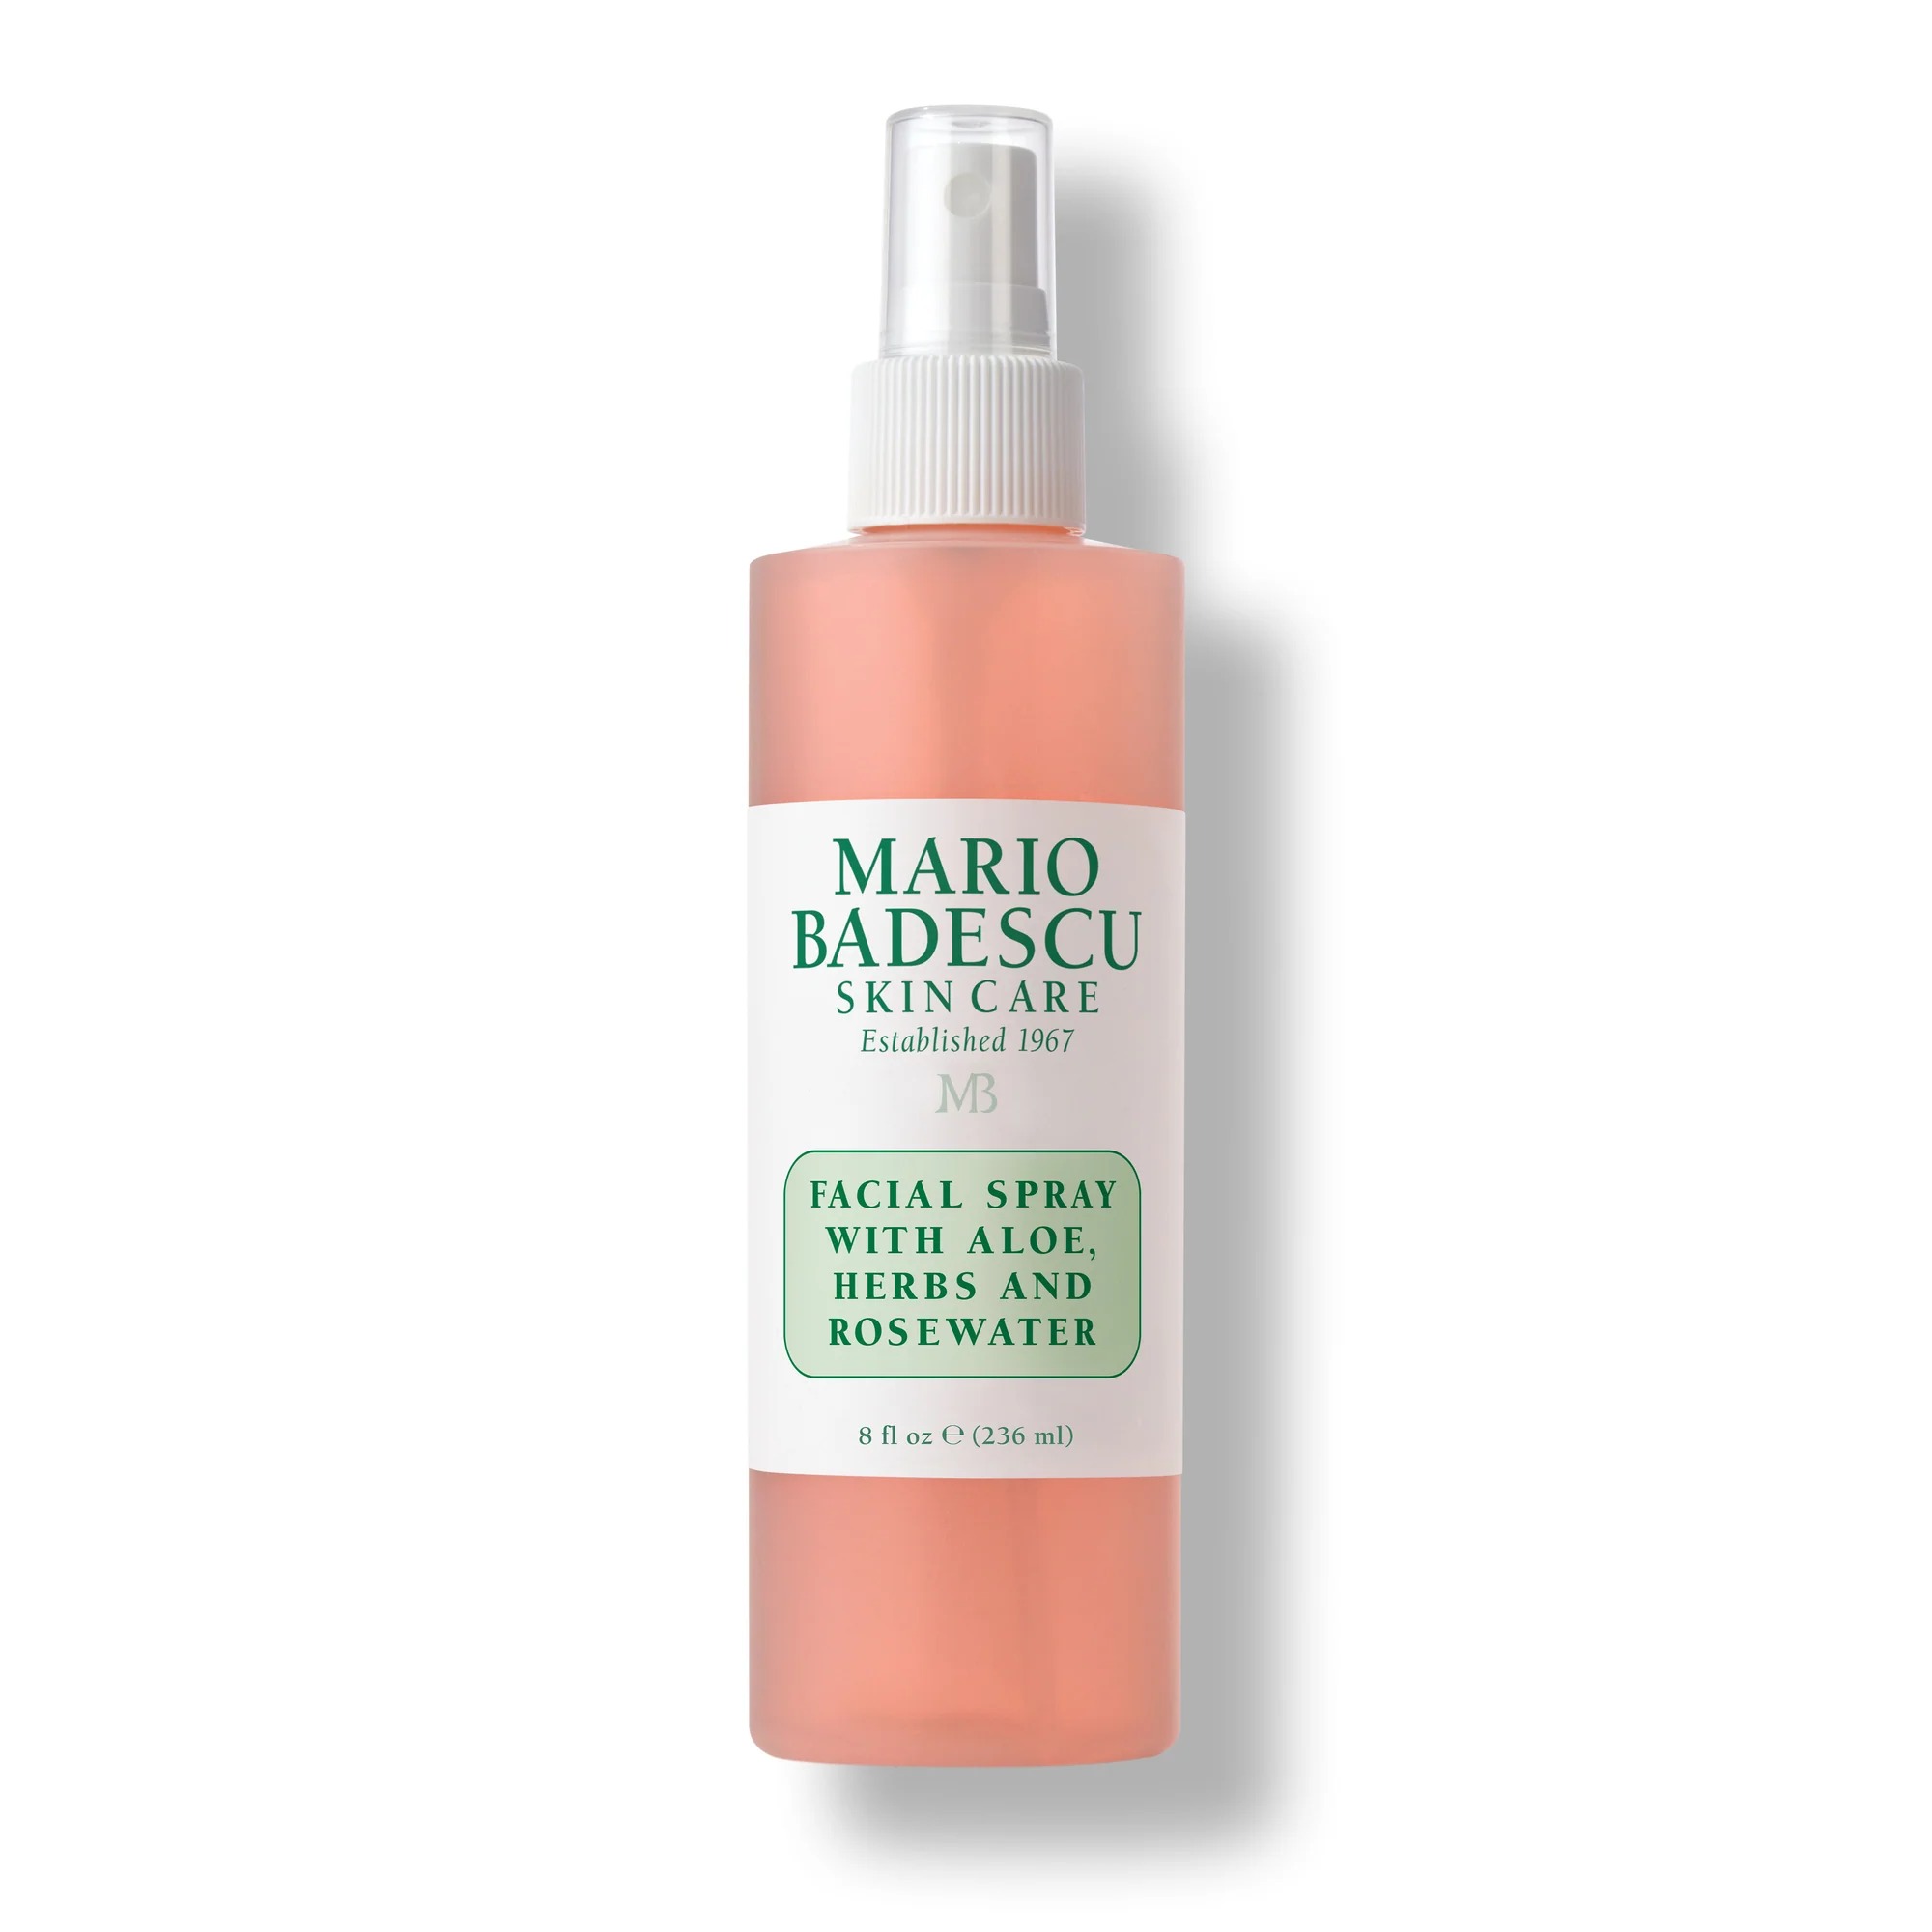 MARIO
BADESCU
SKIN CARE
Established 1967
MB
FACIAL SPRAY
WITH ALOE,
HERBS AND
ROSEWATER
8 fl oz ℮ (236 ml)